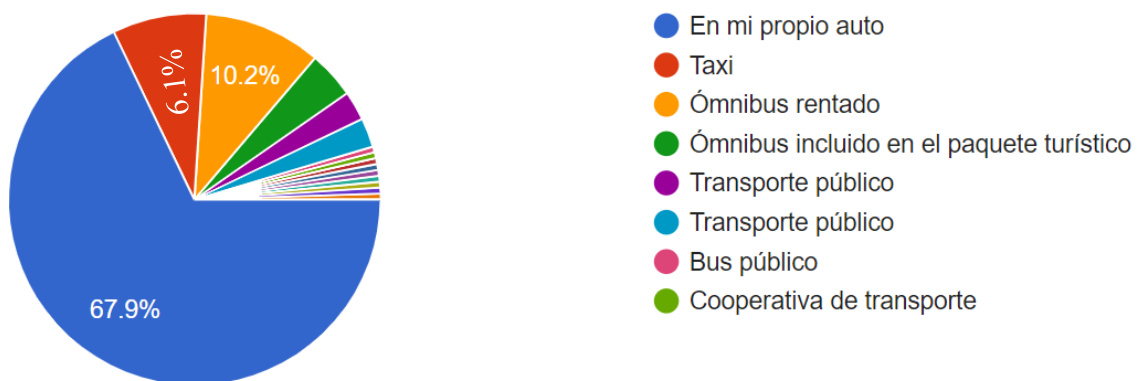 6.1%
10.2%
67.9%
En mi propio auto
Taxi
Ómnibus rentado
Ómnibus incluido en el paquete turístico
Transporte público
Transporte público
Bus público
Cooperativa de transporte